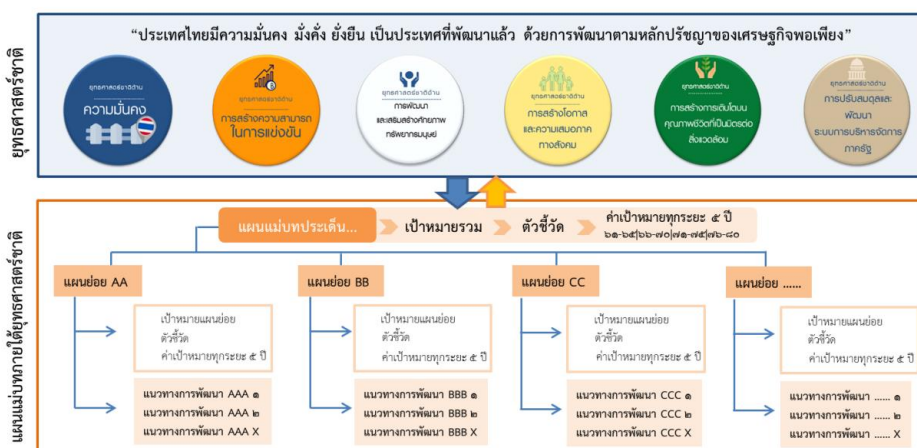 ยุทธศาสตร์ชาติ
“ประเทศไทยมีความมั่นคง มั่งคั่ง ยั่งยืน เป็นประเทศที่พัฒนาแล้ว ด้วยการพัฒนาตามหลักปรัชญาของเศรษฐกิจพอเพียง”
ยุทธศาสตร์ชาติด้าน
ความมั่นคง
ยุทธศาสตร์ชาติด้าน
การสร้างความสามารถ
ในการแข่งขัน
ยุทธศาสตร์ชาติด้าน
การพัฒนา
และเสริมสร้างศักยภาพ
ทรัพยากรมนุษย์
ยุทธศาสตร์ชาติด้าน
การสร้างโอกาส
และความเสมอภาค
ทางสังคม
ยุทธศาสตร์ชาติด้าน
การสร้างการเติบโตบน
คุณภาพชีวิตที่เป็นมิตรต่อ
สิ่งแวดล้อม
ยุทธศาสตร์ชาติด้าน
การปรับสมดุลและ
พัฒนา
ระบบการบริหารจัดการ
ภาครัฐ
แผนแม่บทภายใต้ยุทธศาสตร์ชาติ
แผนแม่บทประเด็น...
เป้าหมายรวม
ตัวชี้วัด
ค่าเป้าหมายทุกระยะ ๕ ปี
๖๑-๖๕|๖๖-๗๐|๗๑-๗๕|๗๖-๘๐
แผนย่อย AA
เป้าหมายแผนย่อย
ตัวชี้วัด
ค่าเป้าหมายทุกระยะ ๕ ปี
แนวทางการพัฒนา AAA ๑
แนวทางการพัฒนา AAA ๒
แนวทางการพัฒนา AAA X
แผนย่อย BB
เป้าหมายแผนย่อย
ตัวชี้วัด
ค่าเป้าหมายทุกระยะ ๕ ปี
แนวทางการพัฒนา BBB ๑
แนวทางการพัฒนา BBB ๒
แนวทางการพัฒนา BBB X
แผนย่อย CC
เป้าหมายแผนย่อย
ตัวชี้วัด
ค่าเป้าหมายทุกระยะ ๕ ปี
แนวทางการพัฒนา CCC ๑
แนวทางการพัฒนา CCC ๒
แนวทางการพัฒนา CCC X
แผนย่อย ......
เป้าหมายแผนย่อย
ตัวชี้วัด
ค่าเป้าหมายทุกระยะ ๕ ปี
แนวทางการพัฒนา ...... ๑
แนวทางการพัฒนา ...... ๒
แนวทางการพัฒนา ...... X